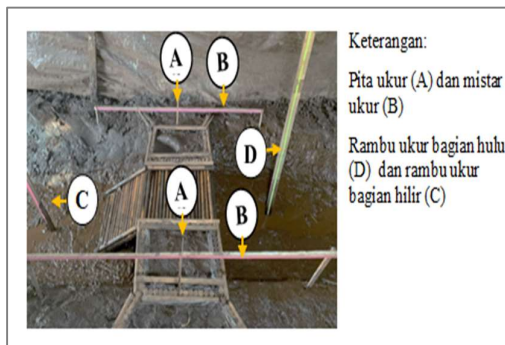 A
B
D
C
A
B
Keterangan:
Pita ukur (A) dan mistar
ukur (B)
Rambu ukur bagian hulu
(D) dan rambu ukur
bagian hilir (C)